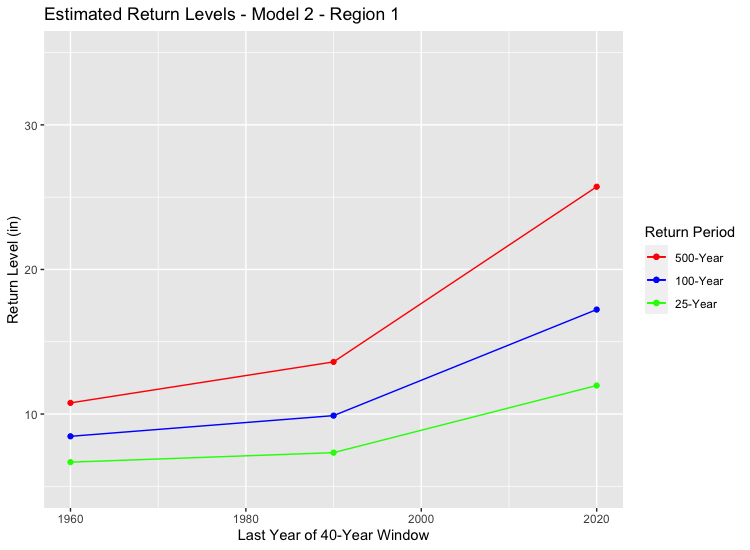 Estimated Return Levels - Model 2 - Region 1
Return Level (in)
30
20
10
1960
1980
2000
2020
Last Year of 40-Year Window
Return Period
500-Year
100-Year
25-Year